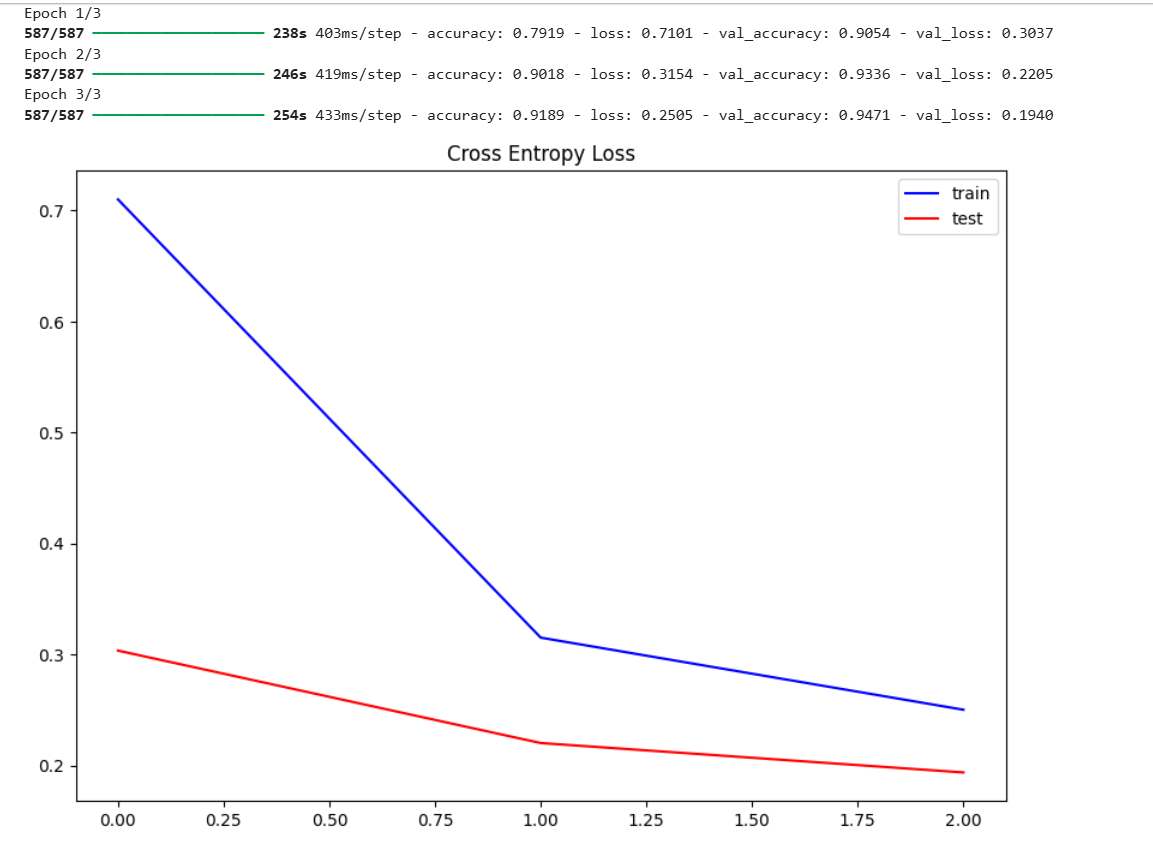 Epoch 1/3
587/587 ━━━━━━━━━━━━━━━━━━━━ 238s 403ms/step - accuracy: 0.7919 - loss: 0.7101 - val_accuracy: 0.9054 - val_loss: 0.3037
Epoch 2/3
587/587 ━━━━━━━━━━━━━━━━━━━━ 246s 419ms/step - accuracy: 0.9018 - loss: 0.3154 - val_accuracy: 0.9336 - val_loss: 0.2205
Epoch 3/3
587/587 ━━━━━━━━━━━━━━━━━━━━ 254s 433ms/step - accuracy: 0.9189 - loss: 0.2505 - val_accuracy: 0.9471 - val_loss: 0.1940
Cross Entropy Loss
train
test
0.7
0.6
0.5
0.4
0.3
0.2
0.00 0.25 0.50 0.75 1.00 1.25 1.50 1.75 2.00